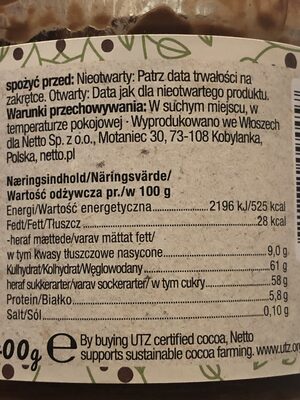 spożyć przed: Nieotwarty: Patrz data trwałości na
zakrętce. Otwarty: Data jak dla nieotwartego produktu.
Warunki przechowywania: W suchym miejscu, w
temperaturze pokojowej · Wyprodukowano we Włoszech
dla Netto Sp. z o.o., Motaniec 30, 73-108 Kobylanka,
Polska, netto.pl
Næringsindhold/Näringsvärde/
Wartość odżywcza pr./w 100 g
Energi/Wartość energetyczna 2196 kJ/525 kcal
Fedt/Fett/Tłuszcz 28 kcal
-heraf mættede/varav mättat fett/
w tym kwasy tłuszczowe nasycone 9,0 g
Kulhydrat/Kolhydrat/Węglowodany 61 g
heraf sukkerarter/varav sockerarter/ w tym cukry 58 g
Protein/Białko 5,8 g
Salt/Sól 0,10 g
00g e By buying UTZ certified cocoa, Netto
supports sustainable cocoa farming. www.utz.org